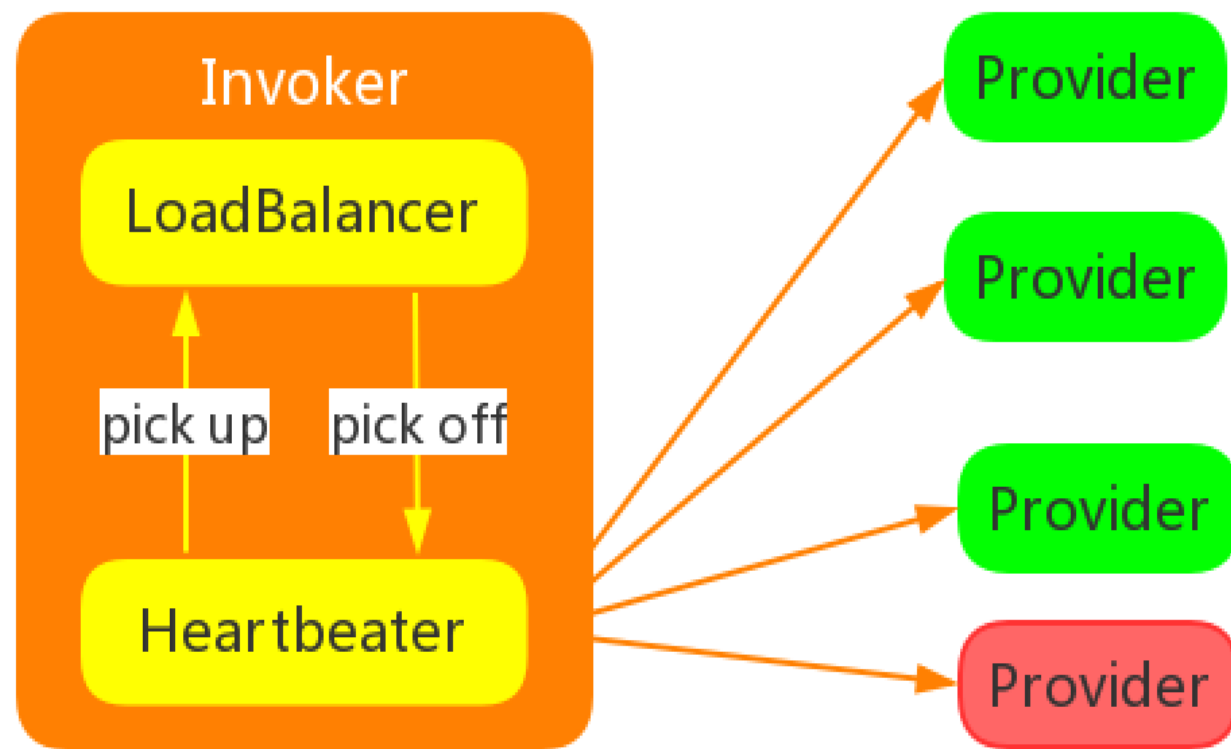 Invoker
LoadBalancer
pick up
pick off
Heartbeater
Provider
Provider
Provider
Provider